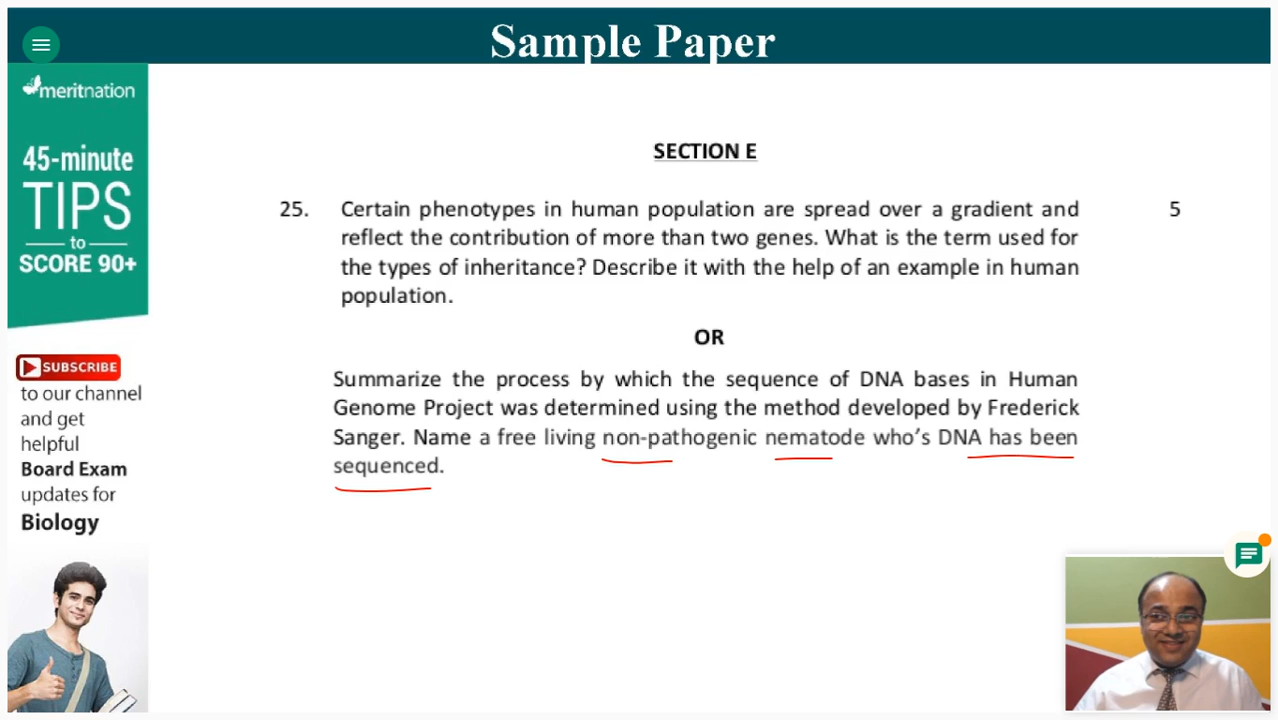 Sample Paper
meritnation
45-minute
TIPS
to
SCORE 90+
SUBSCRIBE
to our channel
and get
helpful
Board Exam
updates for
Biology
SECTION E
25. Certain phenotypes in human population are spread over a gradient and 5
reflect the contribution of more than two genes. What is the term used for
the types of inheritance? Describe it with the help of an example in human
population.
OR
Summarize the process by which the sequence of DNA bases in Human
Genome Project was determined using the method developed by Frederick
Sanger. Name a free living non-pathogenic nematode who's DNA has been
sequenced.